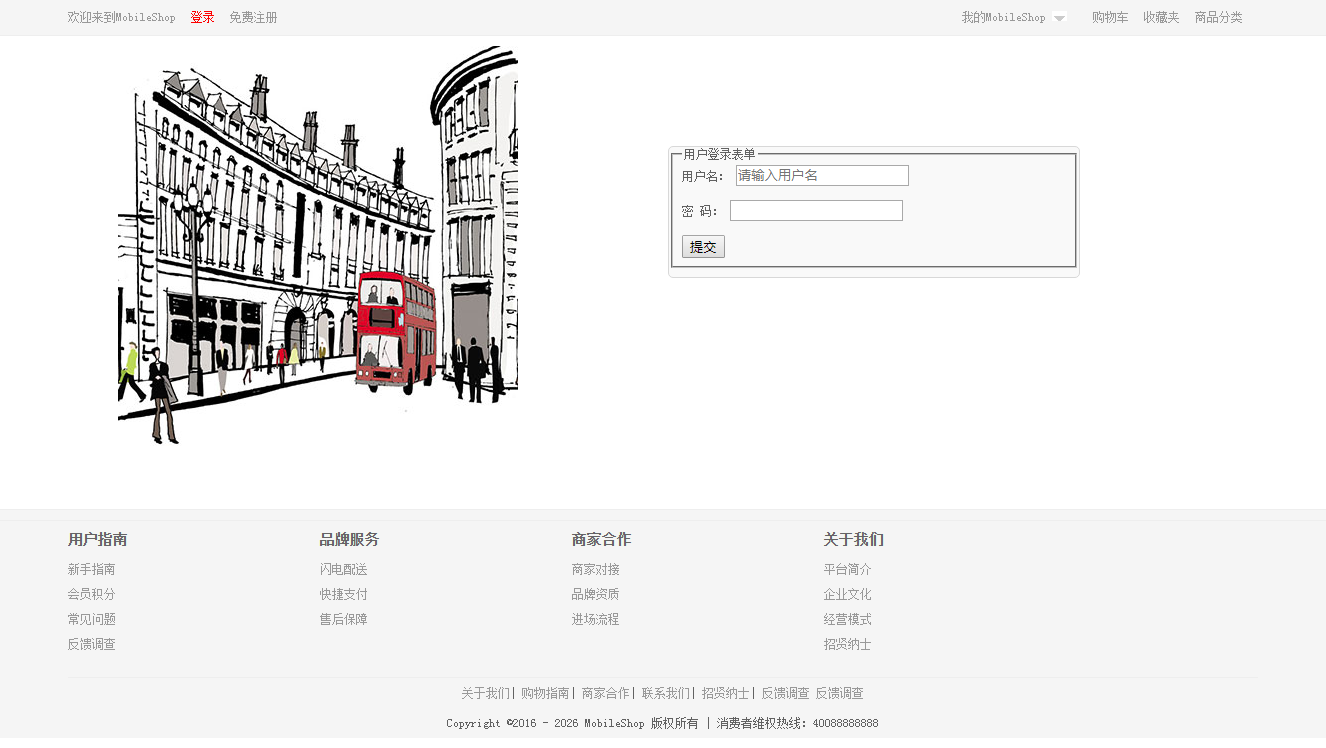 欢迎来到MobileShop 登录 免费注册 我的MobileShop 购物车 收藏夹 商品分类
用户登录表单
用户名： 请输入用户名
密 码：
提交
用户指南 品牌服务 商家合作 关于我们
新手指南 闪电配送 商家对接 平台简介
会员积分 快捷支付 品牌资质 企业文化
常见问题 售后保障 进场流程 经营模式
反馈调查 招贤纳士
关于我们| 购物指南| 商家合作| 联系我们| 招贤纳士| 反馈调查 反馈调查
Copyright ©2016 - 2026 MobileShop 版权所有 | 消费者维权热线: 40088888888